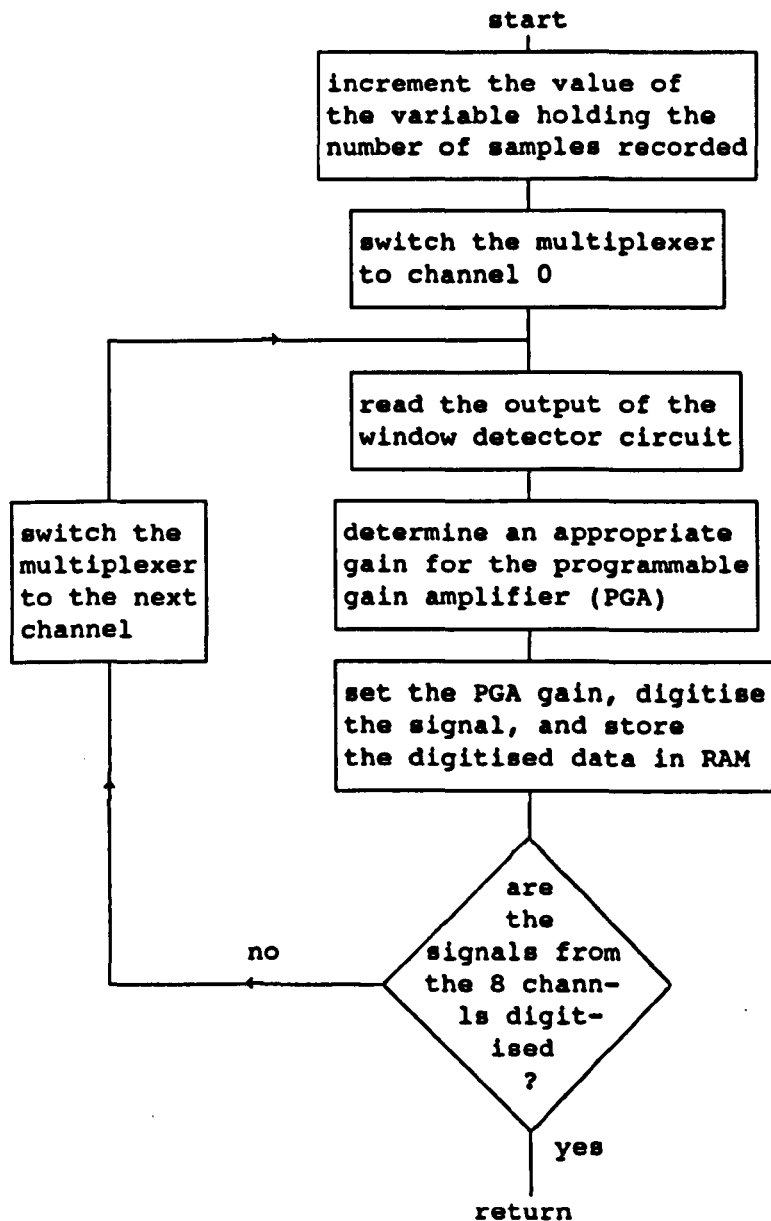 start
increment the value of
the variable holding the
number of samples recorded
switch the multiplexer
to channel 0
read the output of the
window detector circuit
switch the
multiplexer
to the next
channel
determine an appropriate
gain for the programmable
gain amplifier (PGA)
set the PGA gain, digitise
the signal, and store
the digitised data in RAM
are
the
signals from
the 8 chann-
ls digit-
ised
?
no
yes
return